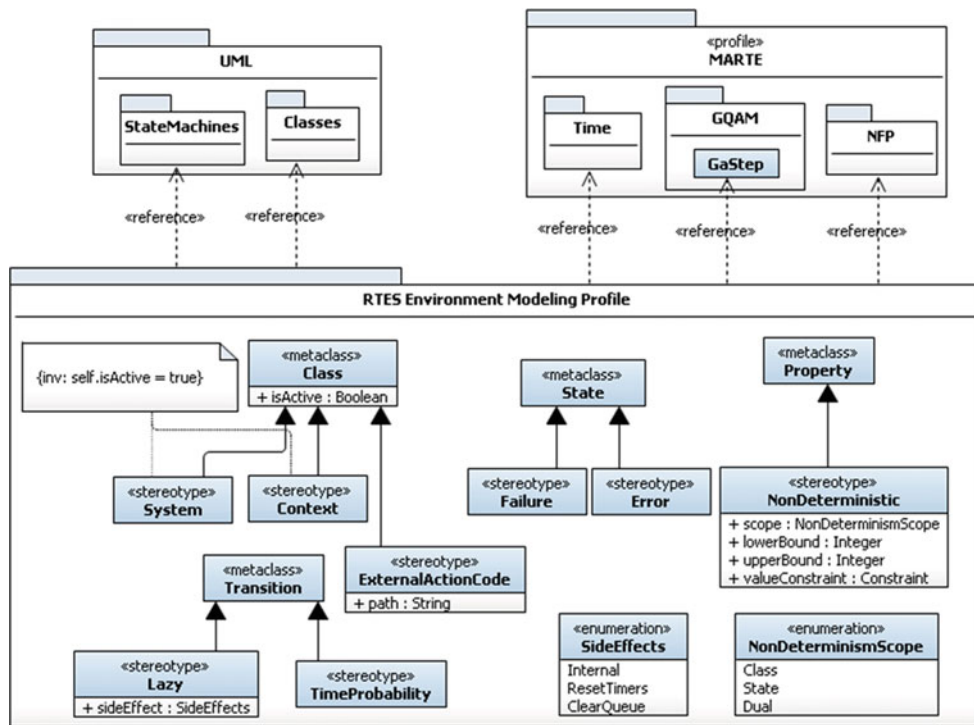 UML
StateMachines
Classes
«profile»
MARTE
Time
GQAM
GaStep
NFP
«reference»
«reference»
«reference»
«reference»
«reference»
RTES Environment Modeling Profile
{inv: self.isActive = true}
«metaclass»
Class
+ isActive : Boolean
«metaclass»
State
«metaclass»
Property
«stereotype»
System
«stereotype»
Context
«stereotype»
Failure
«stereotype»
Error
«stereotype»
NonDeterministic
+ scope : NonDeterminismScope
+ lowerBound : Integer
+ upperBound : Integer
+ valueConstraint : Constraint
«metaclass»
Transition
«stereotype»
ExternalActionCode
+ path : String
«stereotype»
Lazy
+ sideEffect : SideEffects
«stereotype»
TimeProbability
«enumeration»
SideEffects
Internal
ResetTimers
ClearQueue
«enumeration»
NonDeterminismScope
Class
State
Dual